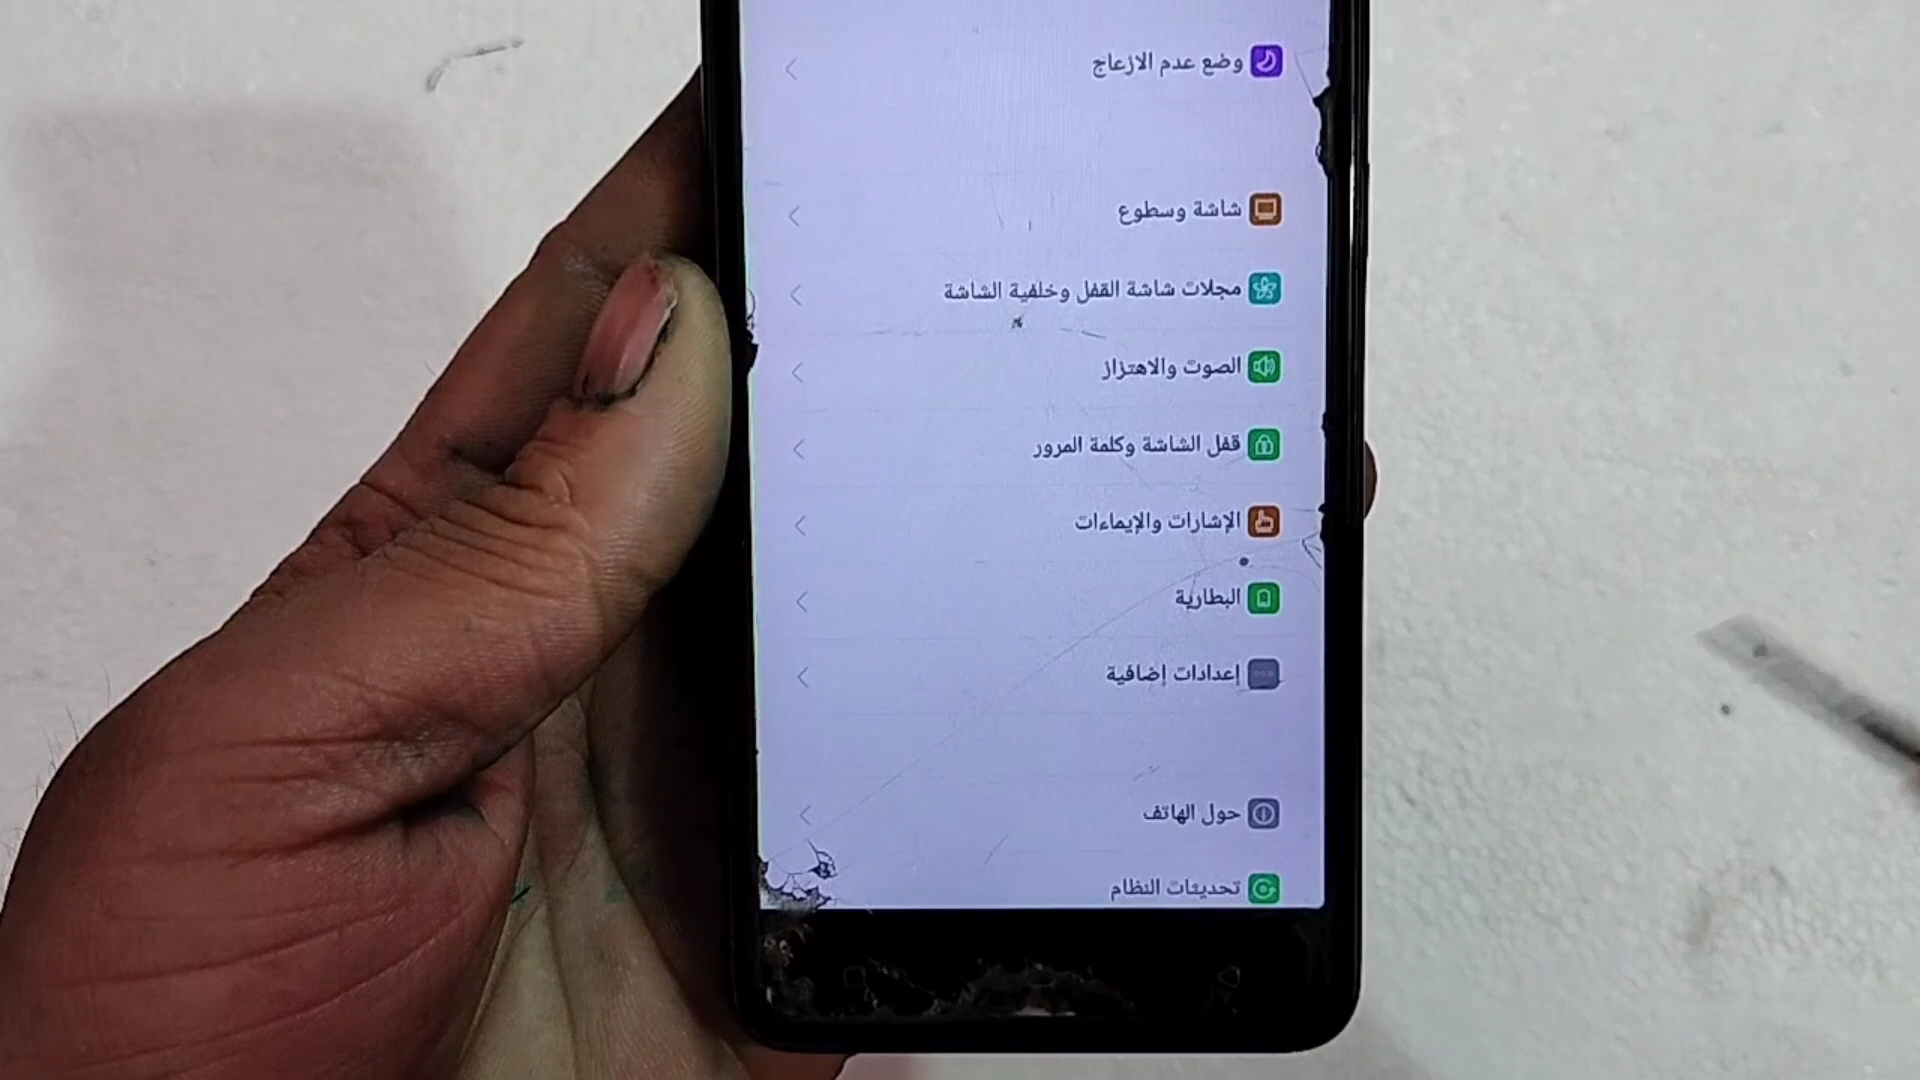 وضع عدم الازعاج
شاشة وسطوع
مجلات شاشة القفل وخلفية الشاشة
الصوت والاهتزاز
قفل الشاشة وكلمة المرور
الإشارات والإيماءات
البطارية
إعدادات إضافية
حول الهاتف
تحديثات النظام